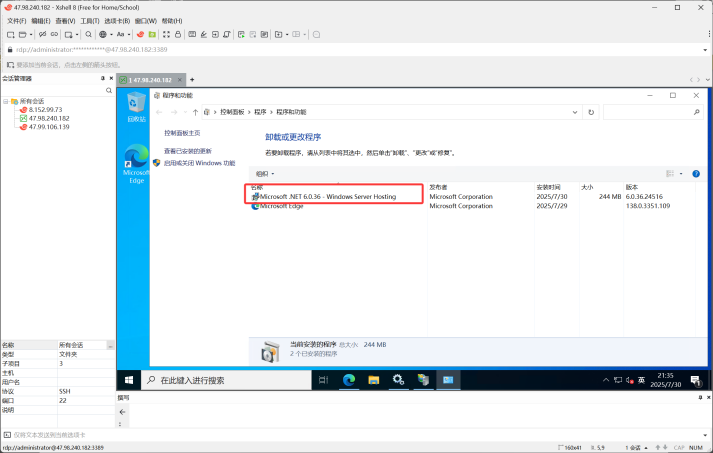 47.98.240.182 - Xshell 8 (Free for Home/School)
文件(F) 编辑(E) 查看(V) 工具(T) 选项卡(B) 窗口(W) 帮助(H)
rdp://administrator:************@47.98.240.182:3389
要添加当前会话，点击左侧的箭头按钮。
会话管理器
1 47.98.240.182
所有会话
8.152.99.73
47.98.240.182
47.99.106.139
回收站
Microsoft Edge
程序和功能
控制面板 › 程序 › 程序和功能
控制面板主页
查看已安装的更新
启用或关闭 Windows 功能
卸载或更改程序
若要卸载程序，请从列表中将其选中，然后单击“卸载”、“更改”或“修复”。
组织
名称 发布者 安装时间 大小 版本
Microsoft .NET 6.0.36 - Windows Server Hosting Microsoft Corporation 2025/7/30 244 MB 6.0.36.24516
Microsoft Edge Microsoft Corporation 2025/7/29 138.0.3351.109
当前安装的程序 总大小: 244 MB
2 个已安装的程序
名称 所有会话
类型 文件夹
子项目 3
主机
用户名
协议 SSH
端口 22
说明
在此键入进行搜索
英
21:35
2025/7/30
撰写
仅将文本发送到当前选项卡
rdp://administrator@47.98.240.182:3389
160x41
5,9
1 会话
CAP NUM